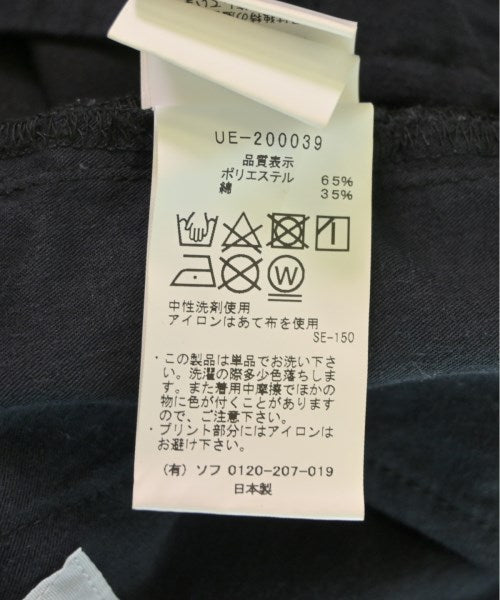 UE-200039
品質表示
ポリエステル 65%
綿 35%
W
中性洗剤使用
アイロンはあて布を使用
SE-150
・この製品は単品でお洗い下さ
い。洗濯の際多少色落ちしま
す。また着用中摩擦でほかの
物に色が付くことがあります
ので、ご注意下さい。
・プリント部分にはアイロンは
お避け下さい。
(有) ソフ 0120-207-019
日本製